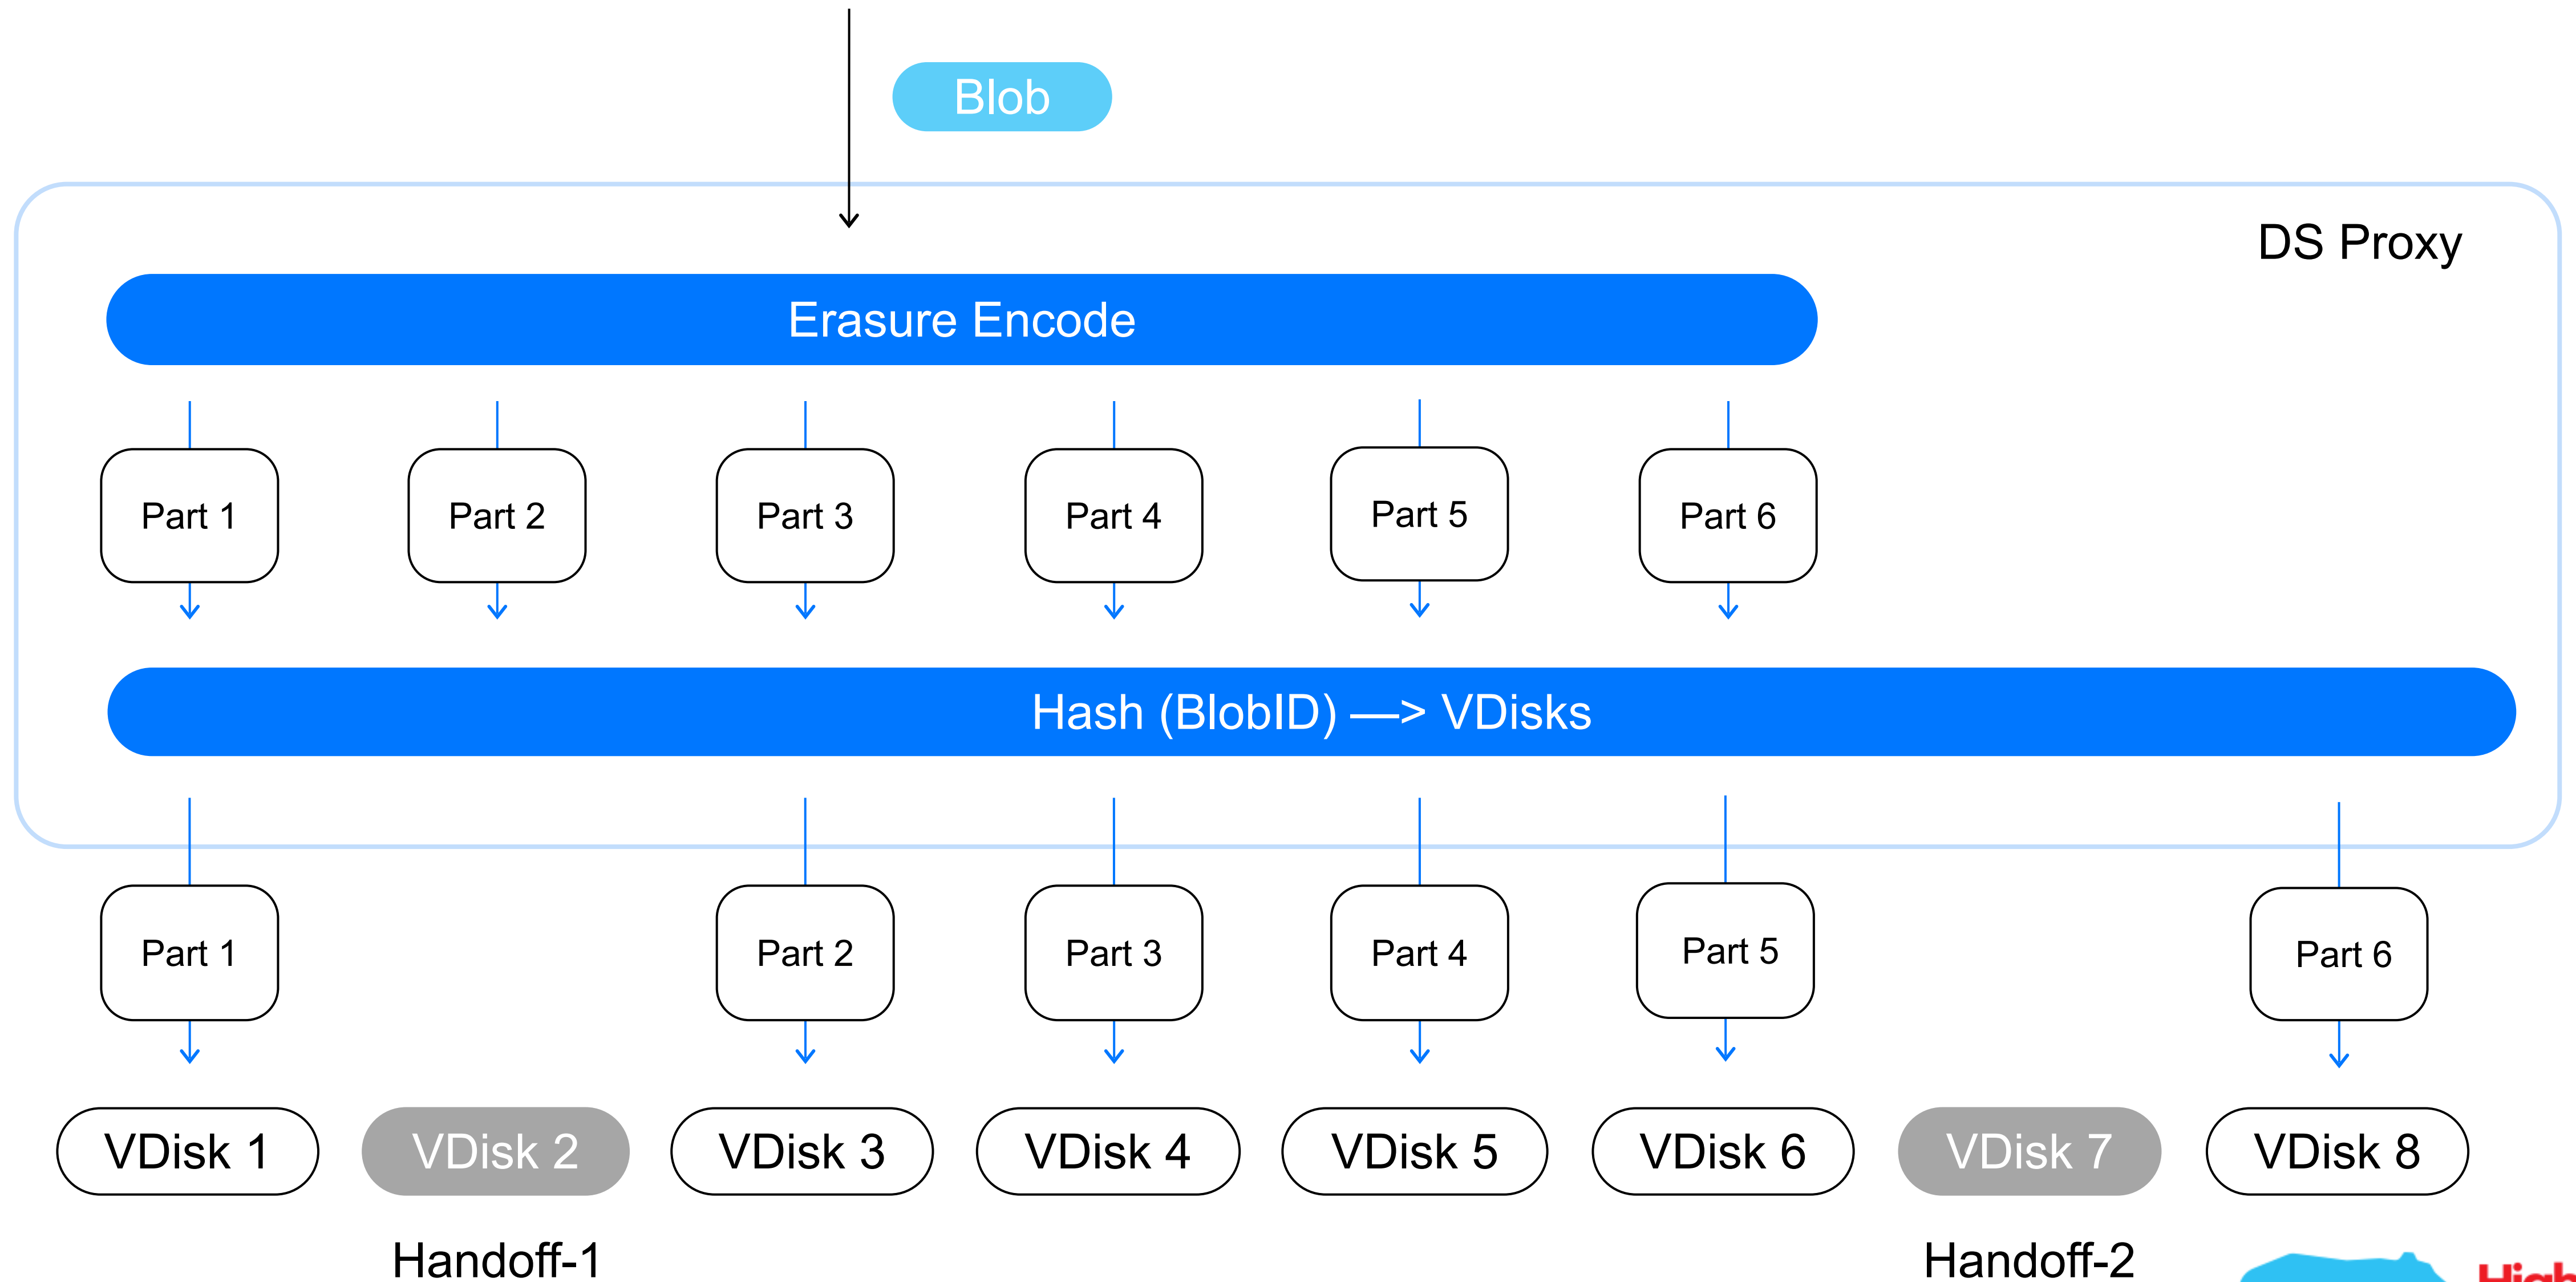 Blob
DS Proxy
Erasure Encode
Part 1
Part 2
Part 3
Part 4
Part 5
Part 6
Hash (BlobID) —> VDisks
Part 1
Part 2
Part 3
Part 4
Part 5
Part 6
VDisk 1
VDisk 2
VDisk 3
VDisk 4
VDisk 5
VDisk 6
VDisk 7
VDisk 8
Handoff-1
Handoff-2